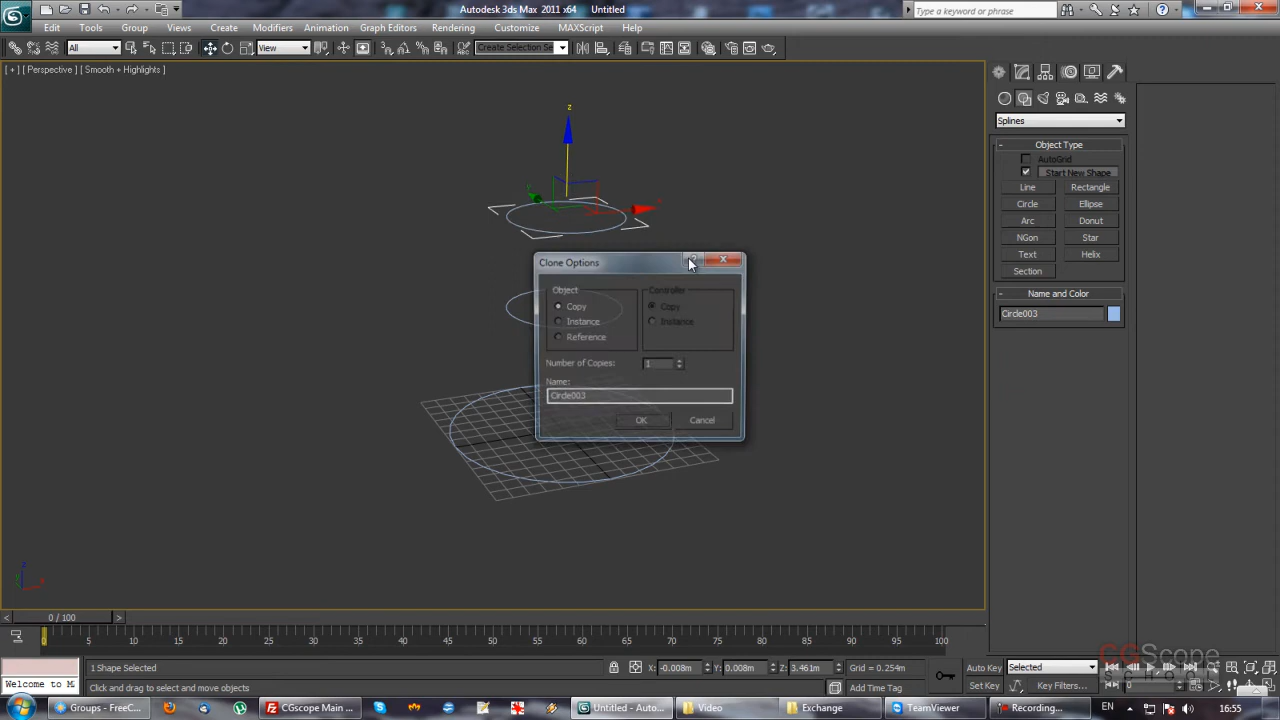 Autodesk 3ds Max 2011 x64 Untitled
Type a keyword or phrase
Edit Tools Group Views Create Modifiers Animation Graph Editors Rendering Customize MAXScript Help
All View Create Selection Se
[ + ] [ Perspective ] [ Smooth + Highlights ]
Splines
- Object Type
AutoGrid
Start New Shape
Line Rectangle
Circle Ellipse
Arc Donut
NGon Star
Text Helix
Section
- Name and Color
Circle003
z
y
x
Clone Options
Object Controller
Copy Copy
Instance Instance
Reference
Number of Copies: 1
Name:
Circle003
OK Cancel
z
x
< 0 / 100 >
0 5 10 15 20 25 30 35 40 45 50 55 60 65 70 75 80 85 90 95 100
1 Shape Selected X: -0.008m Y: 0.008m Z: 3.461m Grid = 0.254m Auto Key Selected
Welcome to M Click and drag to select and move objects Add Time Tag Set Key Key Filters... 0
CGScope
SCHOOL
Groups - FreeC... CGscope Main ... Untitled - Auto... Video Exchange TeamViewer Recording... EN 16:55